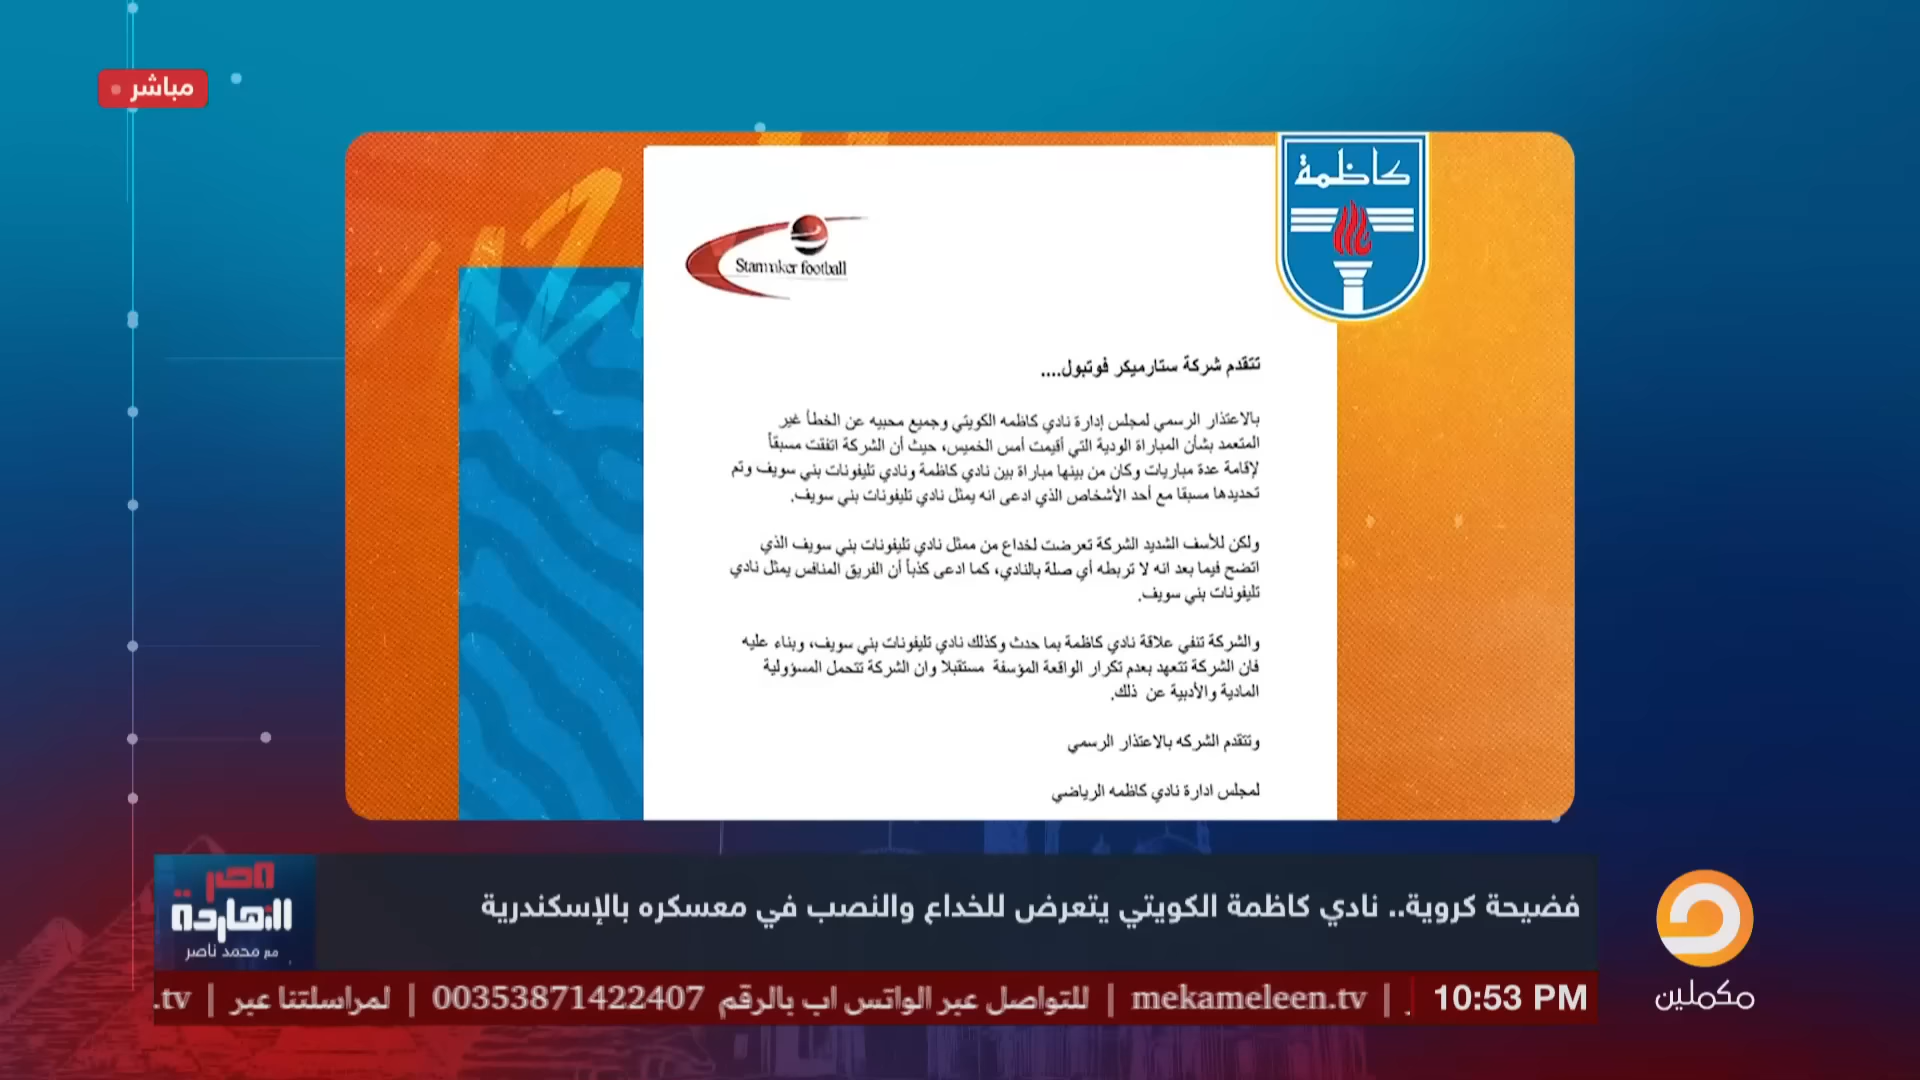 مباشر
كاظمة
Starmker football
تتقدم شركة ستارميكر فوتبول....
بالاعتذار الرسمي لمجلس إدارة نادي كاظمه الكويتي وجميع محبيه عن الخطأ غير
المتعمد بشأن المباراة الودية التي أقيمت أمس الخميس، حيث أن الشركة اتفقت مسبقاً
لإقامة عدة مباريات وكان من بينها مباراة بين نادي كاظمة ونادي تليفونات بني سويف وتم
تحديدها مسبقا مع أحد الأشخاص الذي ادعى انه يمثل نادي تليفونات بني سويف.
ولكن للأسف الشديد الشركة تعرضت لخداع من ممثل نادي تليفونات بني سويف الذي
اتضح فيما بعد انه لا تربطه أي صلة بالنادي، كما ادعى كذباً أن الفريق المنافس يمثل نادي
تليفونات بني سويف.
والشركة تنفي علاقة نادي كاظمة بما حدث وكذلك نادي تليفونات بني سويف، وبناء عليه
فان الشركة تتعهد بعدم تكرار الواقعة المؤسفة مستقبلا وان الشركة تتحمل المسؤولية
المادية والأدبية عن ذلك.
وتتقدم الشركه بالاعتذار الرسمي
لمجلس ادارة نادي كاظمه الرياضي
فضيحة كروية.. نادي كاظمة الكويتي يتعرض للخداع والنصب في معسكره بالإسكندرية
مصر
النهاردة
مع محمد ناصر
10:53 PM
| mekameleen.tv | للتواصل عبر الواتس اب بالرقم 00353871422407 | لمراسلتنا عبر | tv.
مكملين